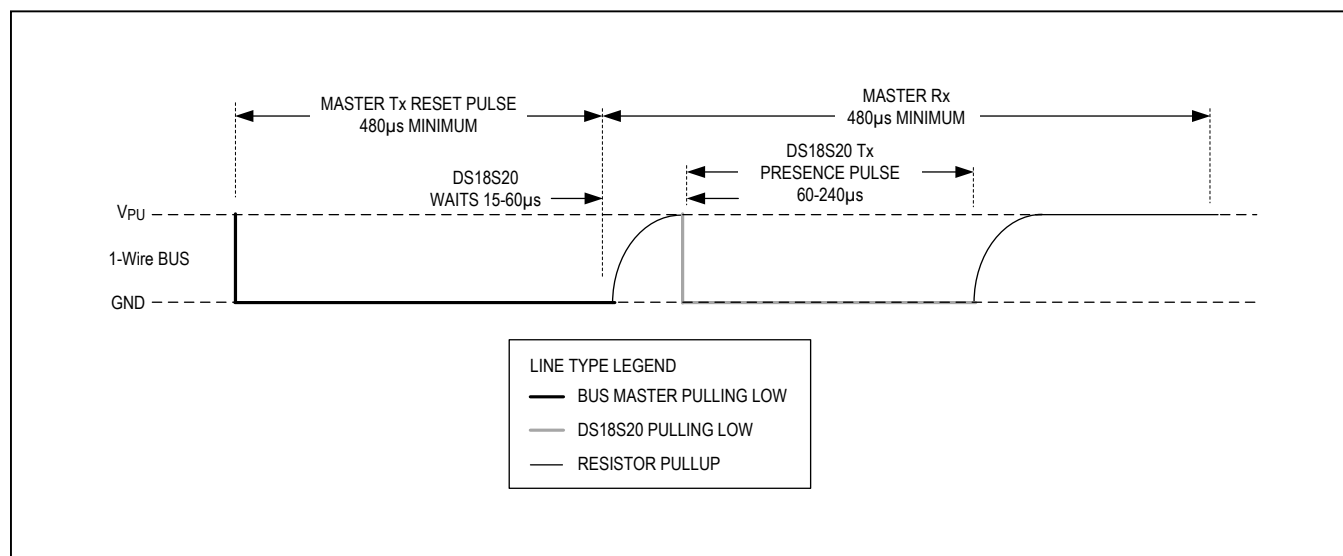 MASTER Tx RESET PULSE
480µs MINIMUM
MASTER Rx
480µs MINIMUM
DS18S20
WAITS 15-60µs
DS18S20 Tx
PRESENCE PULSE
60-240µs
VPU
1-Wire BUS
GND
LINE TYPE LEGEND
BUS MASTER PULLING LOW
DS18S20 PULLING LOW
RESISTOR PULLUP